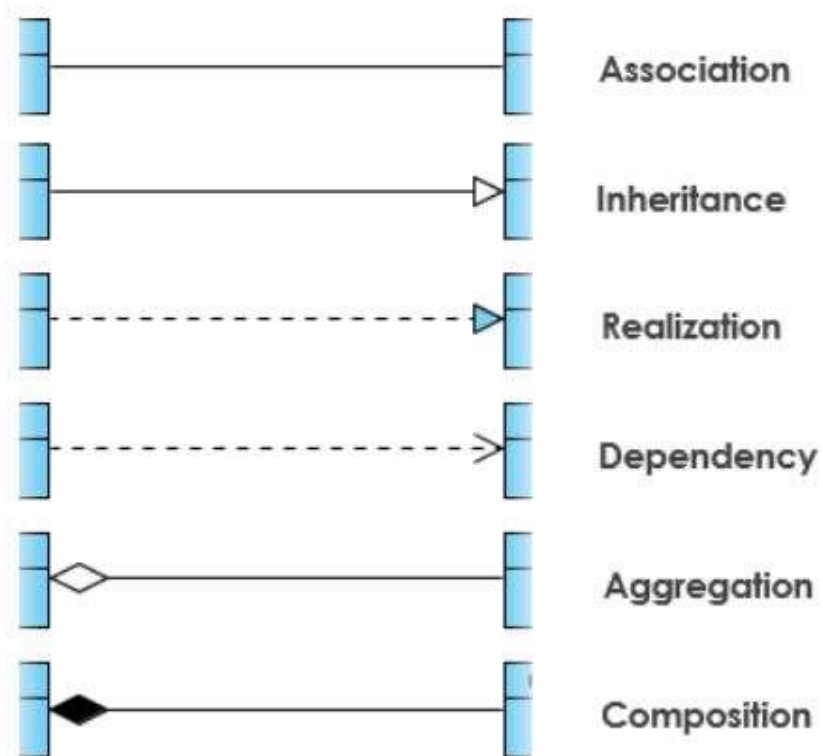 Association
Inheritance
Realization
Dependency
Aggregation
Composition